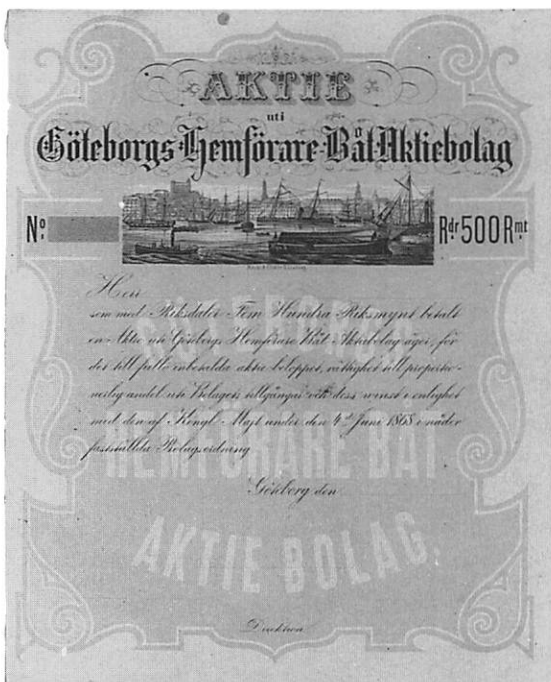 AKTIE
uti
Göteborgs Hemförare-Båt-Aktiebolag
No
Rdr 500 Rmt
Herr
som med Riksdaler Fem Hundra Riksmynt betalt
en Aktie uti Göteborgs Hemförare Båt Aktiebolag äger, för
det till fullo inbetalda aktie beloppet, rättighet till proportio-
nerlig andel uti Bolagets tillgångar och dess vinst i enlighet
med den af Kongl. Majt under den 4de Juni 1868 i nåder
fastställda Bolagsordning
Göteborg den
Direktion
GÖTEBORGS
HEMFÖRARE BÅT
AKTIE BOLAG.